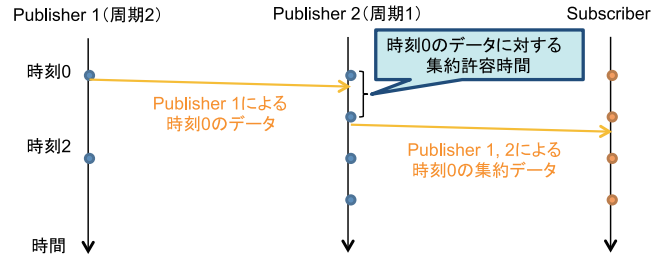 Publisher 1(周期2)
Publisher 2(周期1)
Subscriber
時刻0のデータに対する
集約許容時間
時刻0
Publisher 1による
時刻0のデータ
時刻2
Publisher 1, 2による
時刻0の集約データ
時間